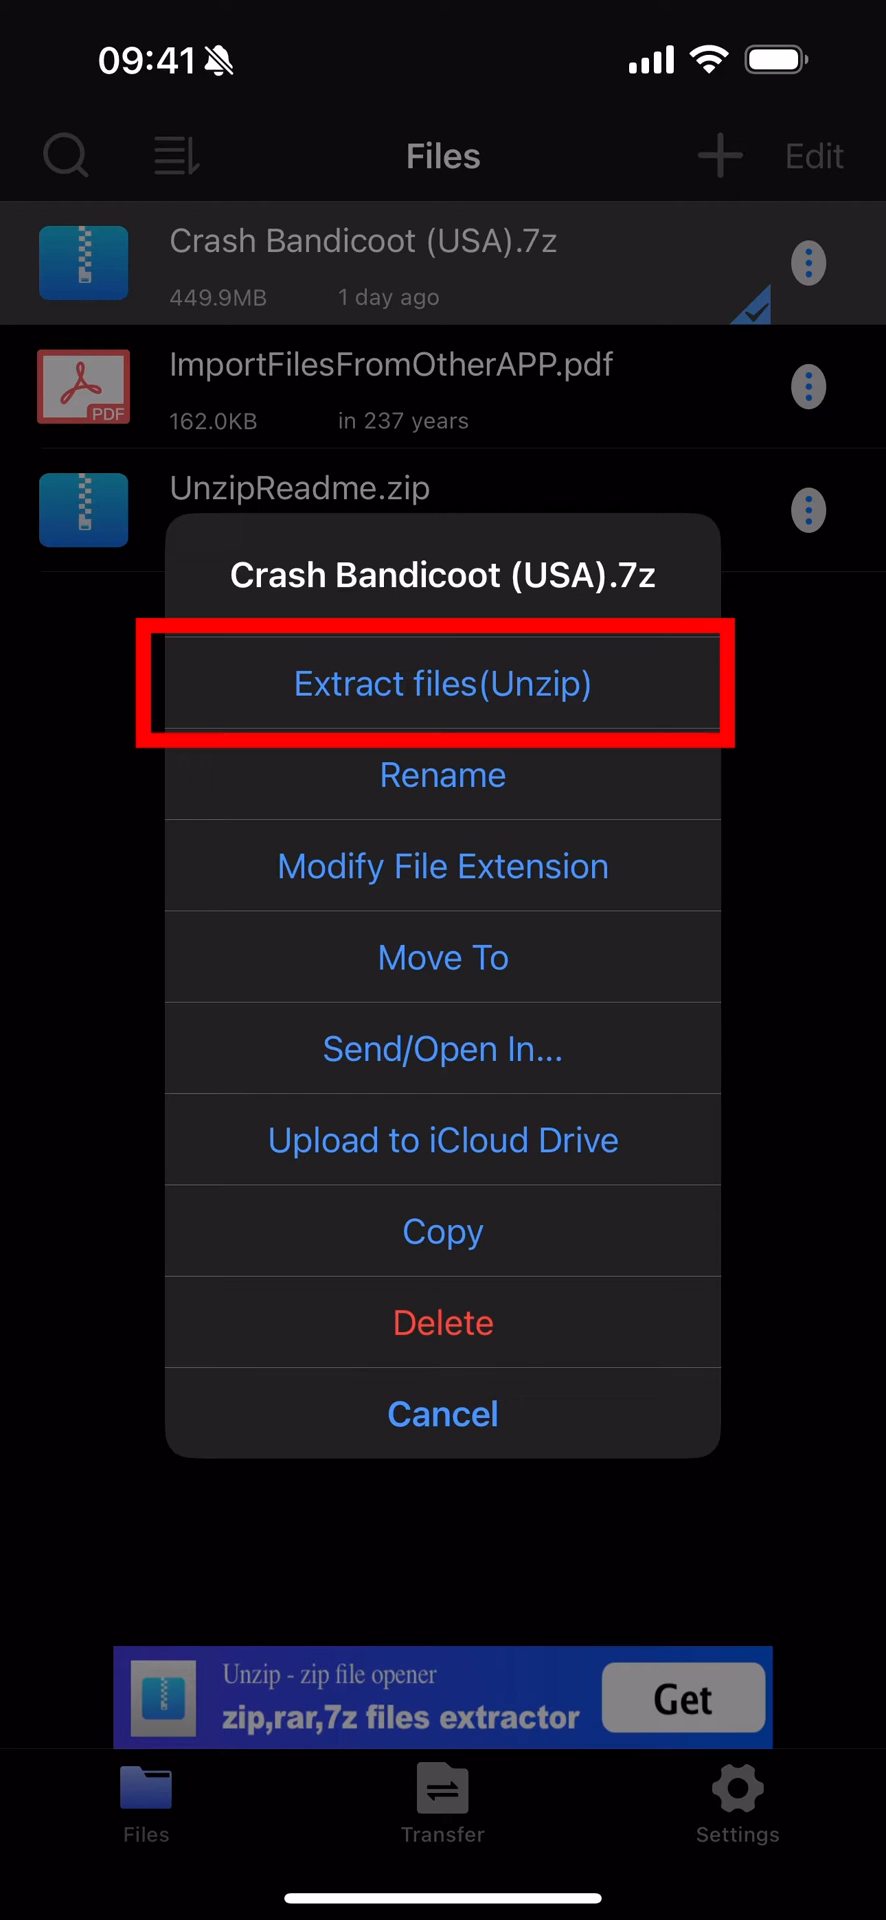 09:41
Files
Edit
Crash Bandicoot (USA).7z
449.9MB 1 day ago
ImportFilesFromOtherAPP.pdf
PDF
162.0KB in 237 years
UnzipReadme.zip
Crash Bandicoot (USA).7z
Extract files(Unzip)
Rename
Modify File Extension
Move To
Send/Open In...
Upload to iCloud Drive
Copy
Delete
Cancel
Unzip - zip file opener
zip,rar,7z files extractor
Get
Files
Transfer
Settings